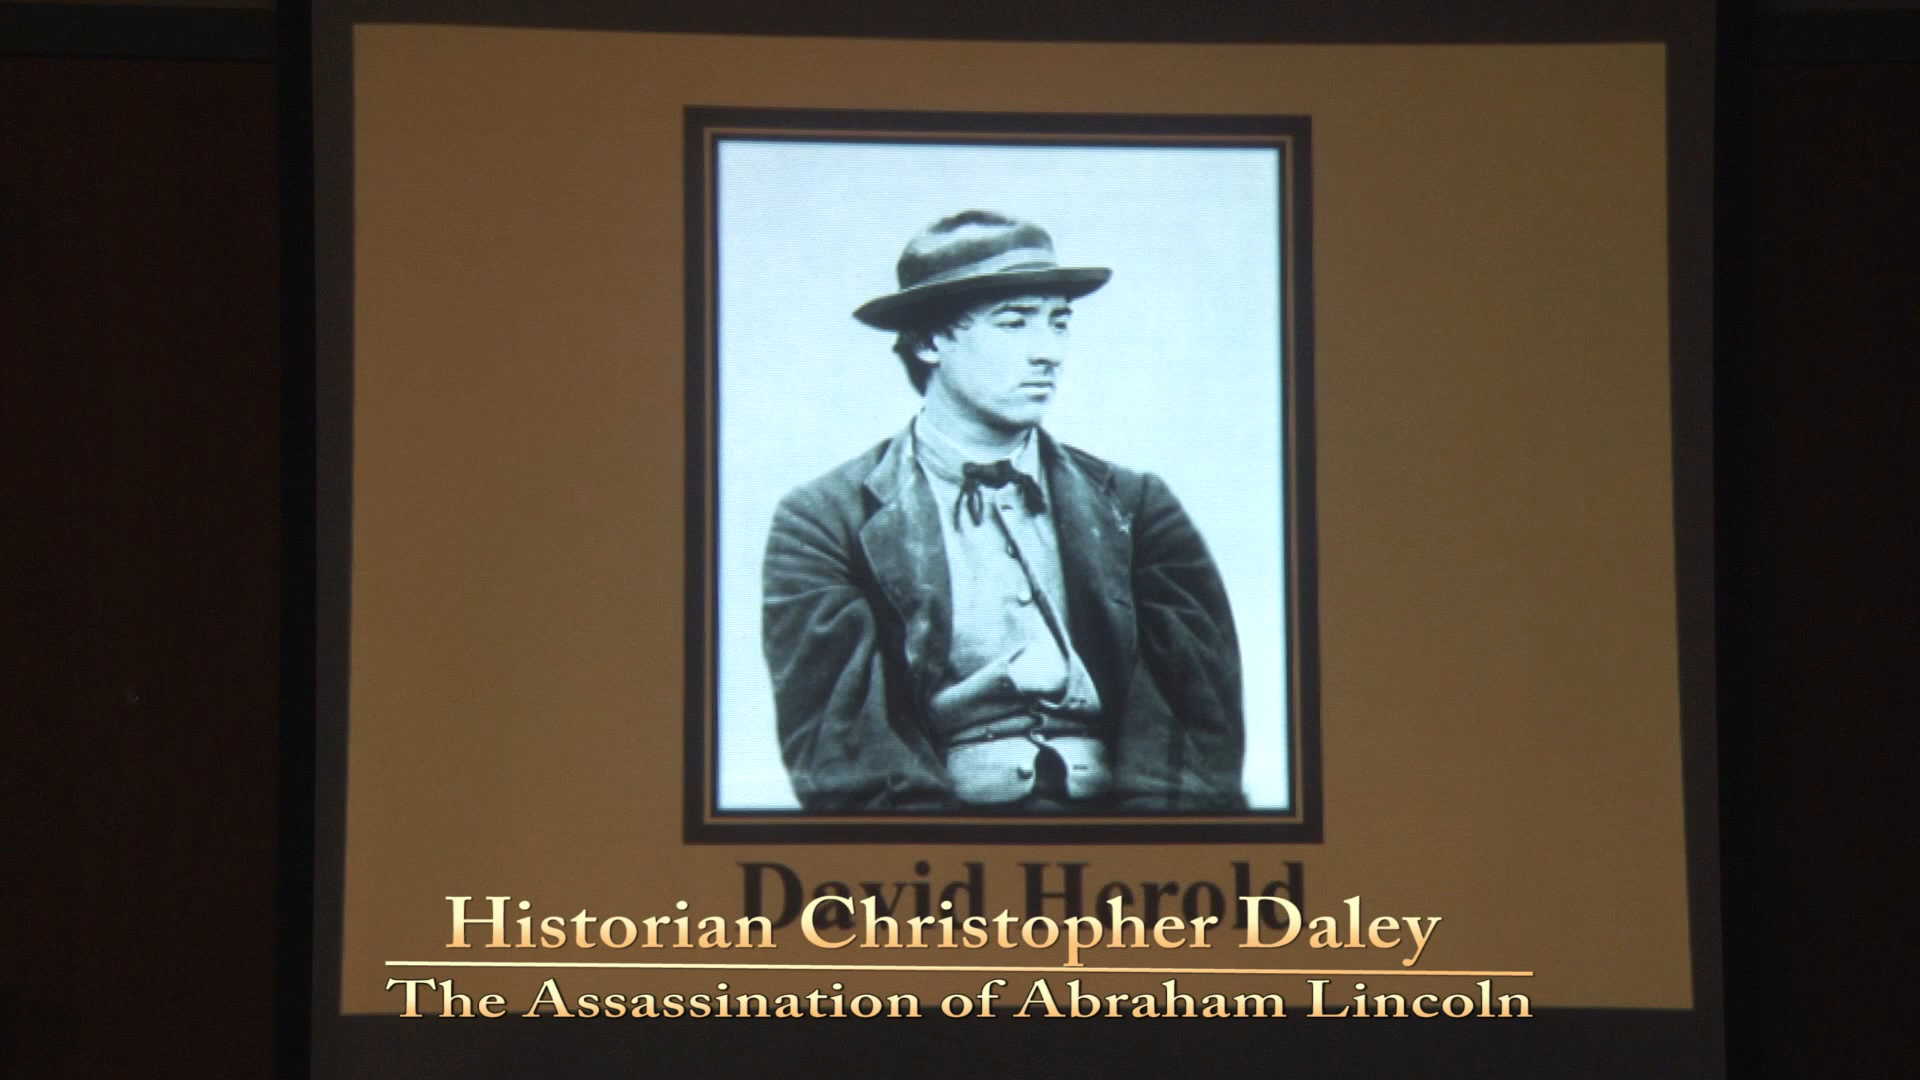 David Herold
Historian Christopher Daley
The Assassination of Abraham Lincoln